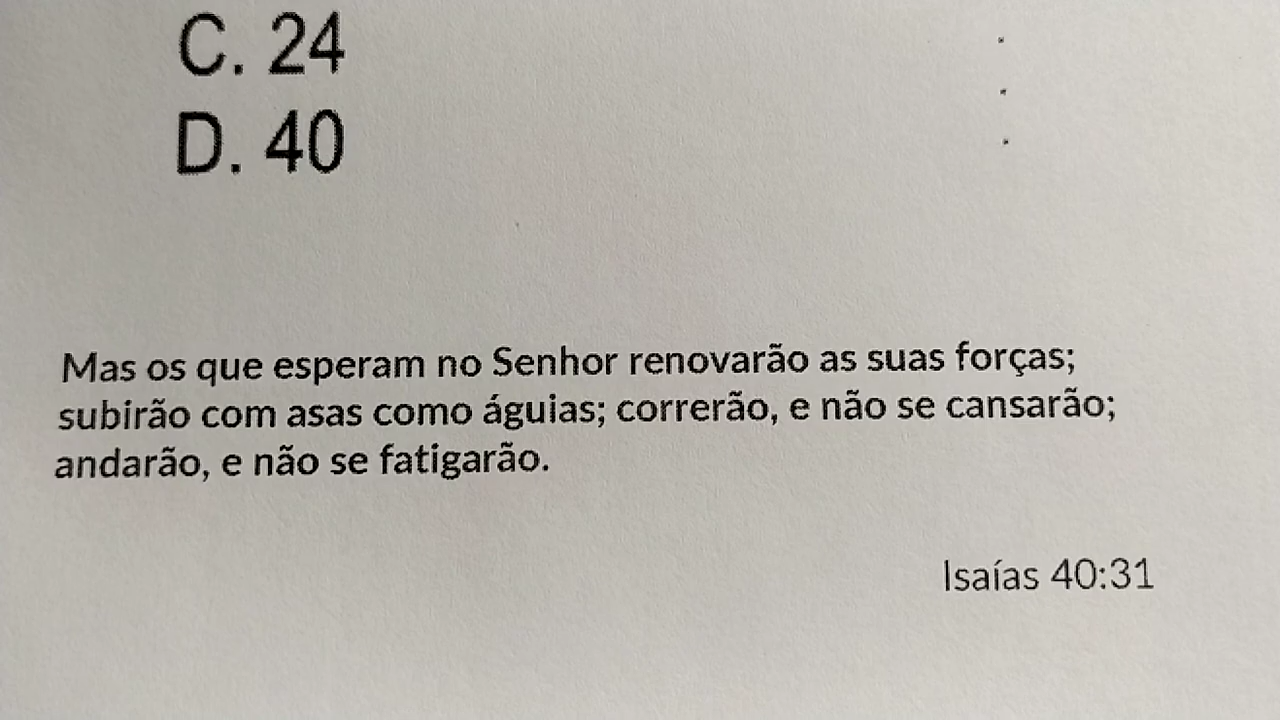 C. 24
D. 40
Mas os que esperam no Senhor renovarão as suas forças;
subirão com asas como águias; correrão, e não se cansarão;
andarão, e não se fatigarão.
Isaías 40:31